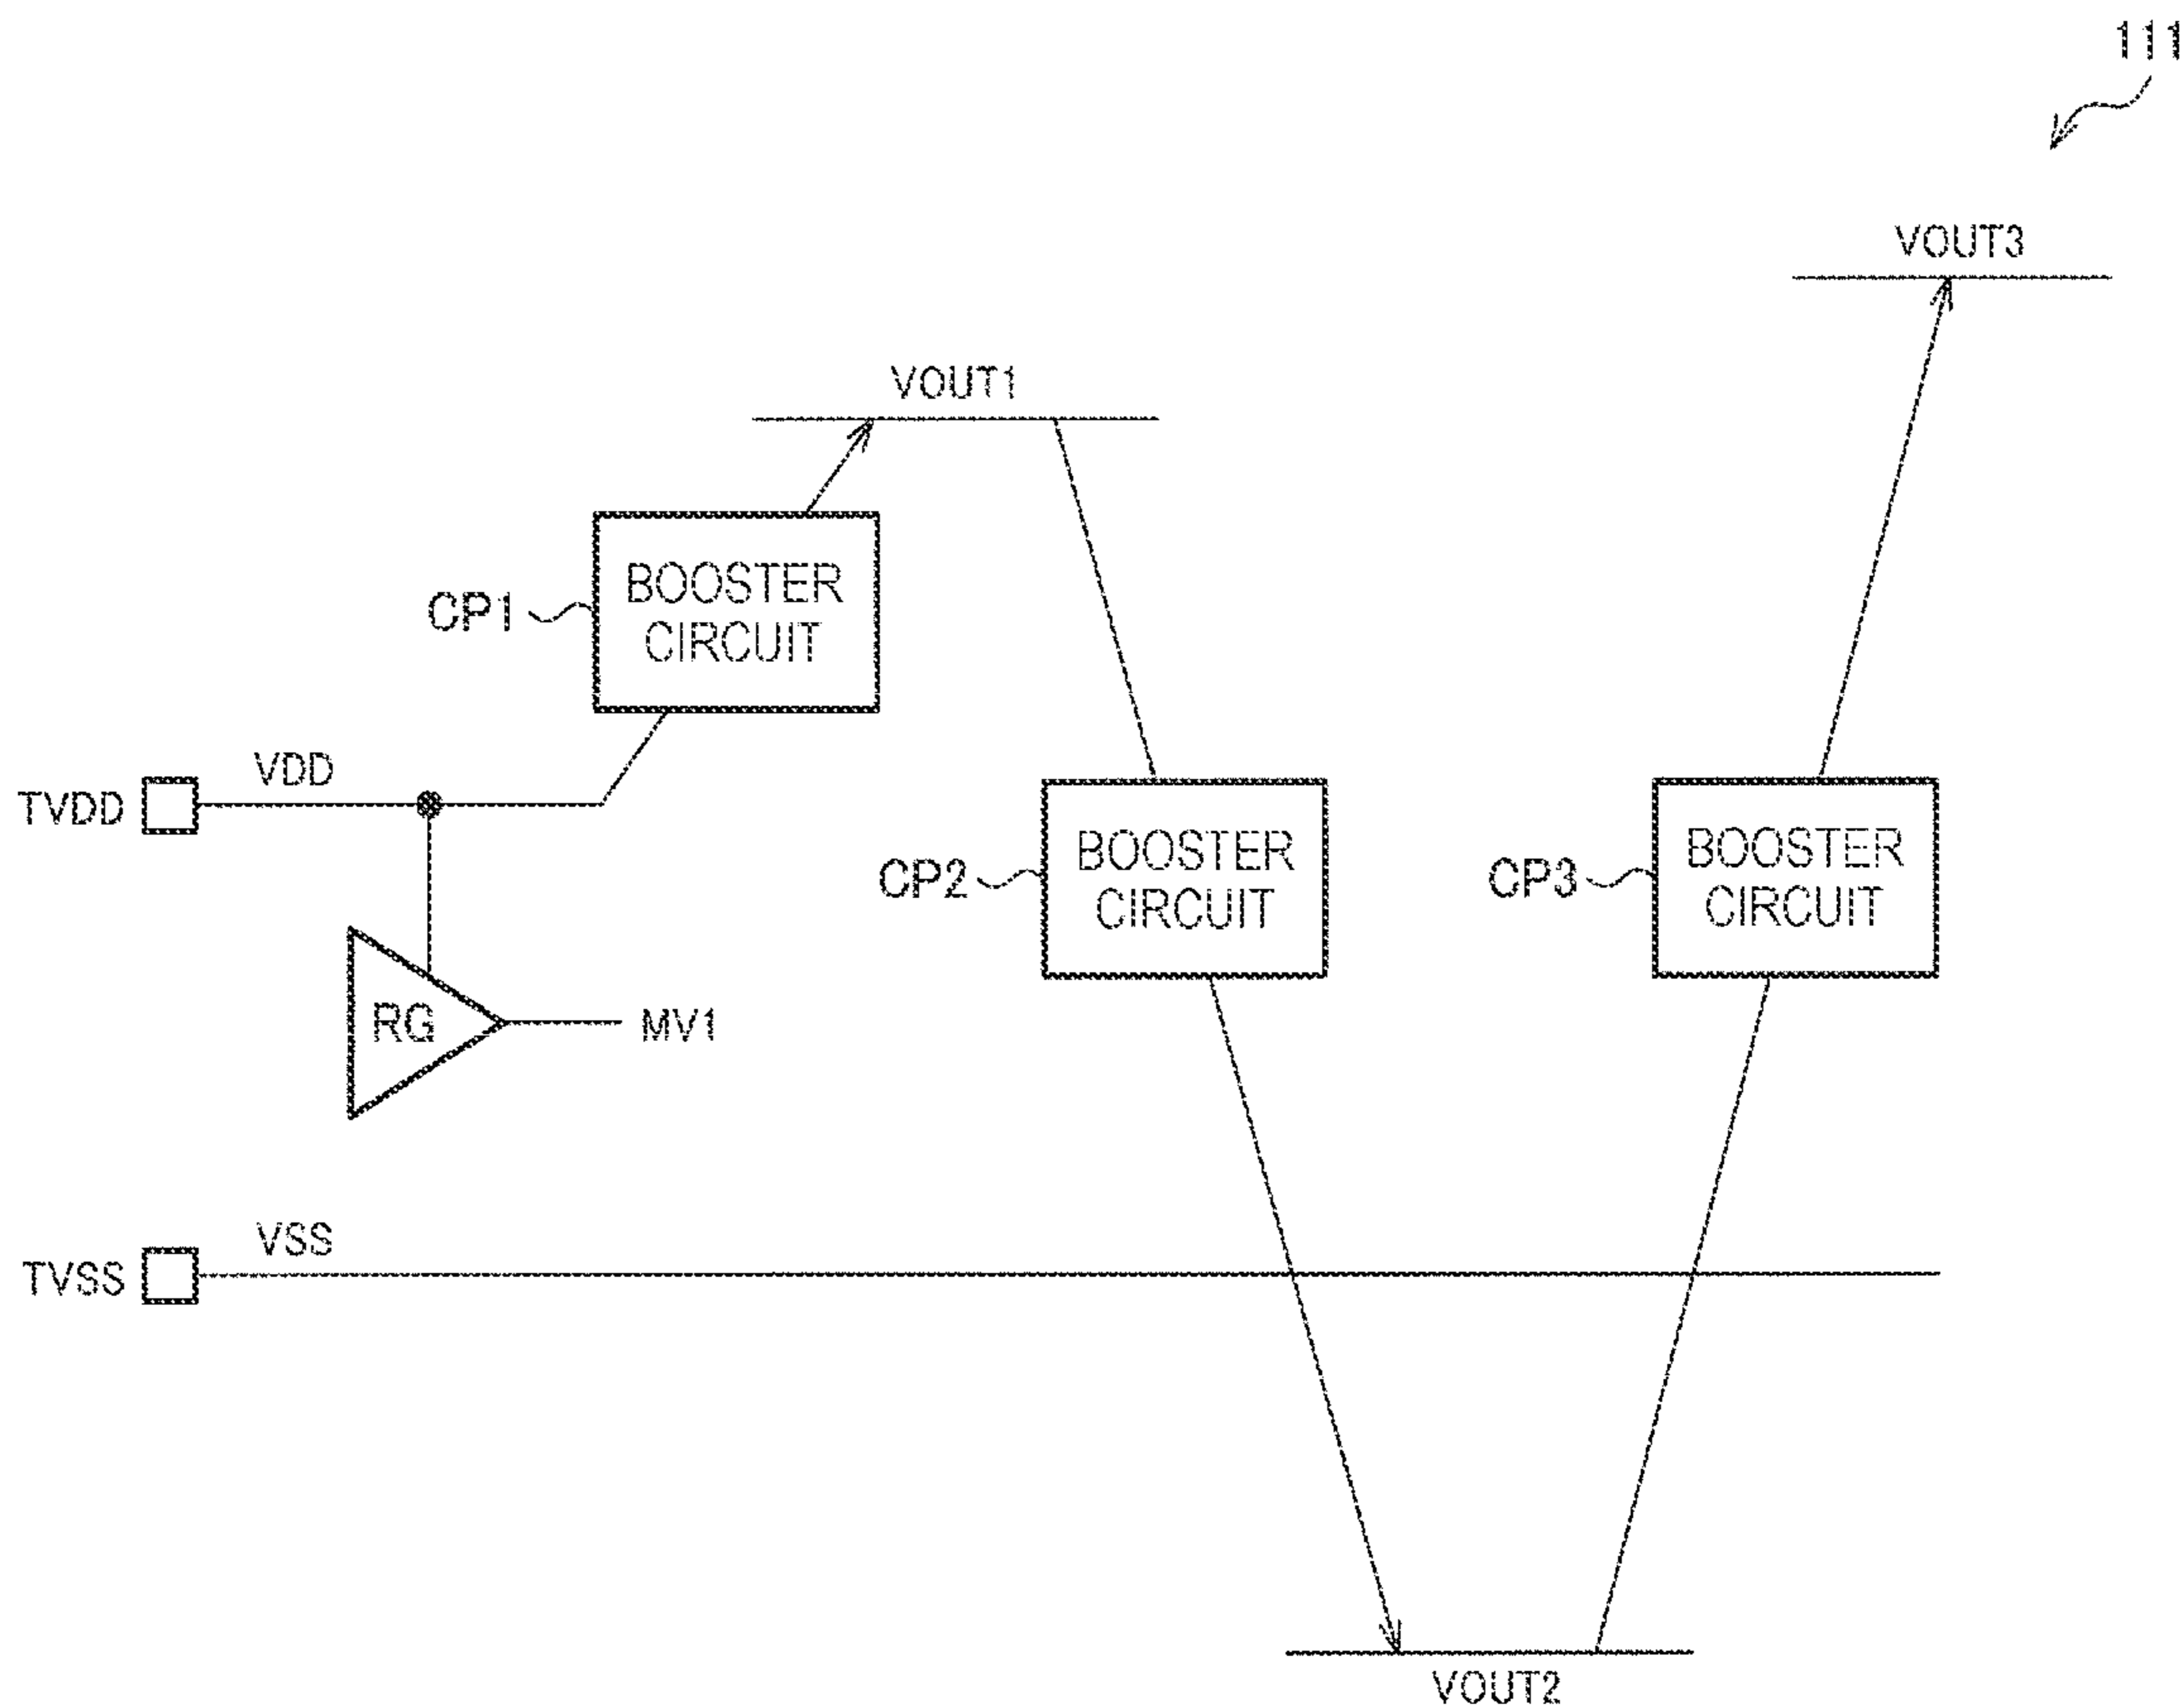 111
VOUT3
VOUT1
BOOSTER
CIRCUIT
CP1
VDD
TVDD
BOOSTER
CIRCUIT
CP2
BOOSTER
CIRCUIT
CP3
RG
MV1
VSS
TVSS
VOUT2